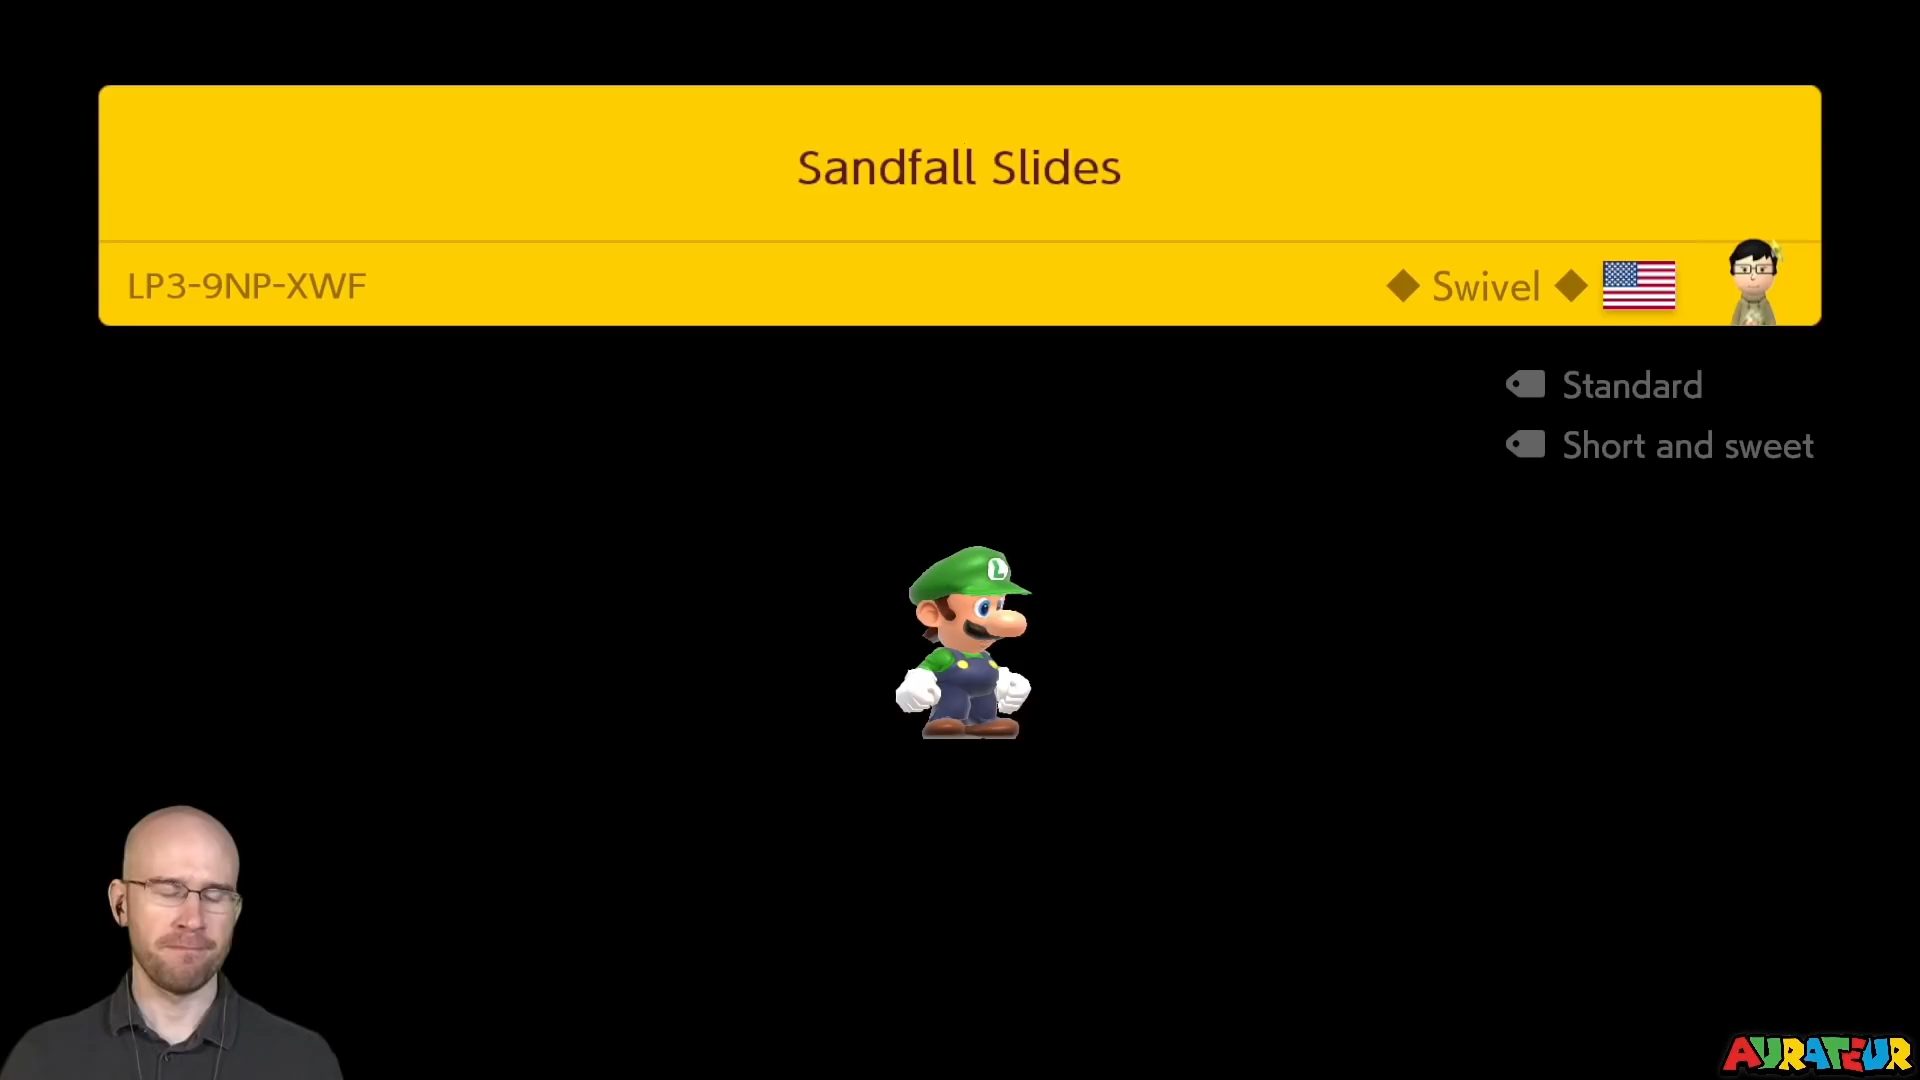 Sandfall Slides
LP3-9NP-XWF
◆ Swivel ◆
Standard
Short and sweet
L
AURATEUR